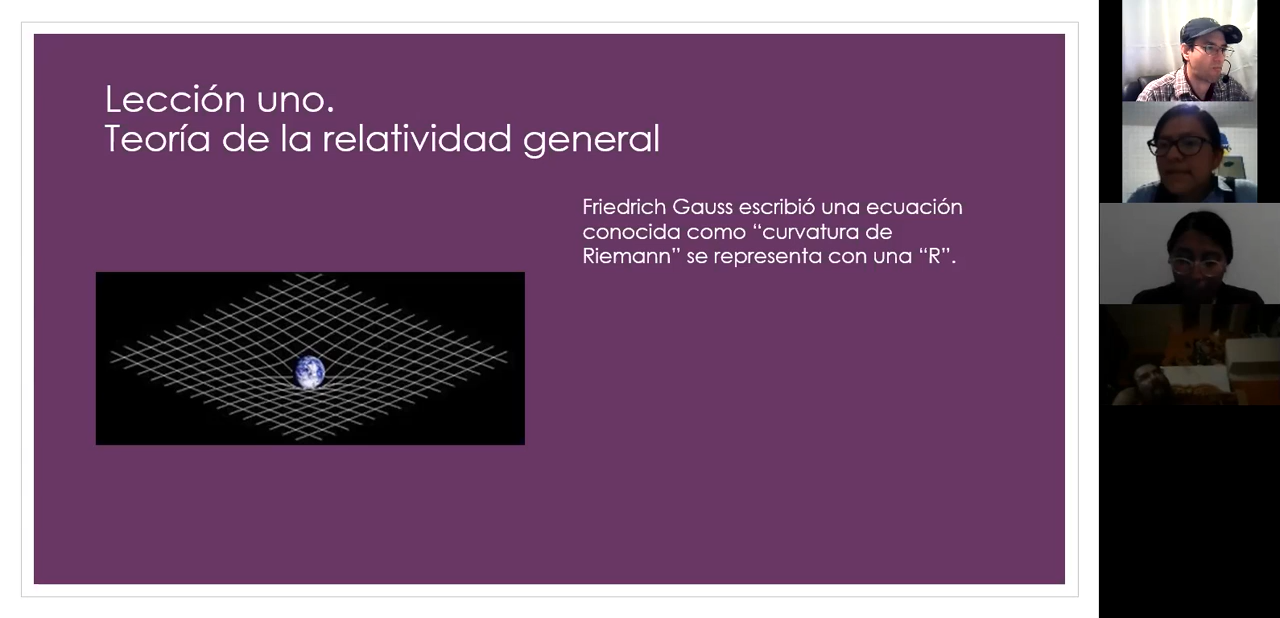 Lección uno.
Teoría de la relatividad general
Friedrich Gauss escribió una ecuación
conocida como “curvatura de
Riemann” se representa con una “R”.